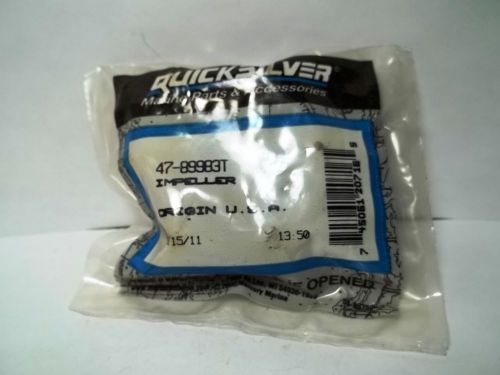 QUICKSILVER
Marine Parts & Accessories
47-89983T
IMPELLER
ORIGIN U.S.A.
15/11 13:50
OPENED